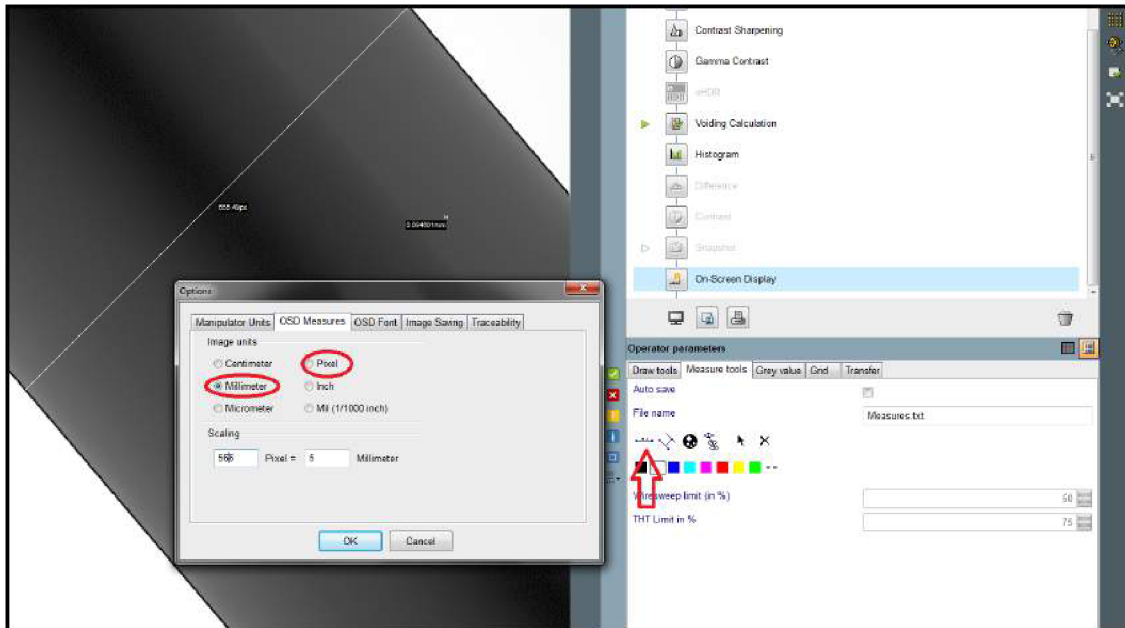 Contrast Sharpening
Gamma Contrast
Voiding Calculation
Histogram
Difference
Contrast
Snapshot
On-Screen Display
Options
Manipulator Units
OSD Measures
OSD Font
Image Saving
Traceability
Image units
Centimeter
Pixel
Millimeter
Inch
Micrometer
Mil (1/1000 inch)
Scaling
Pixel = 5 Millimeter
OK
Cancel
Operator parameters
Draw tools
Measure tools
Grey value
Grid
Transfer
Auto save
File name
Measures.txt
Wiresweep limit (in %)
50
THT Limit in %
75